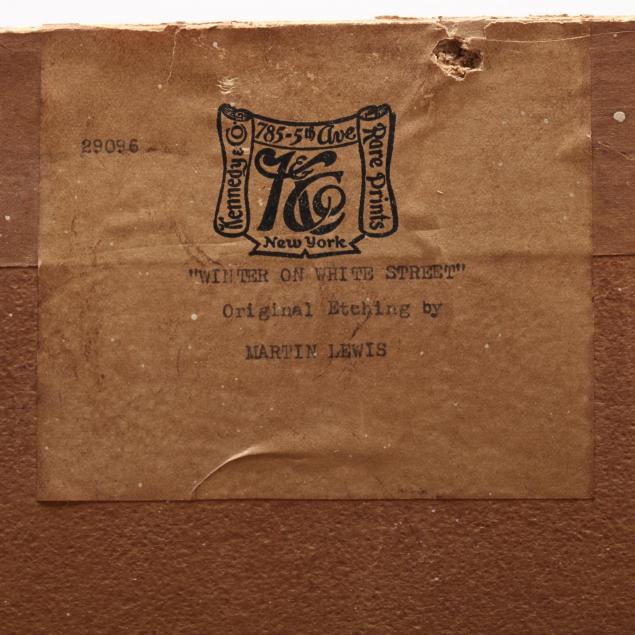 29096
785-5th Ave
Kennedy & Co.
K & Co
Rare Prints
New York
"WINTER ON WHITE STREET"
Original Etching by
MARTIN LEWIS